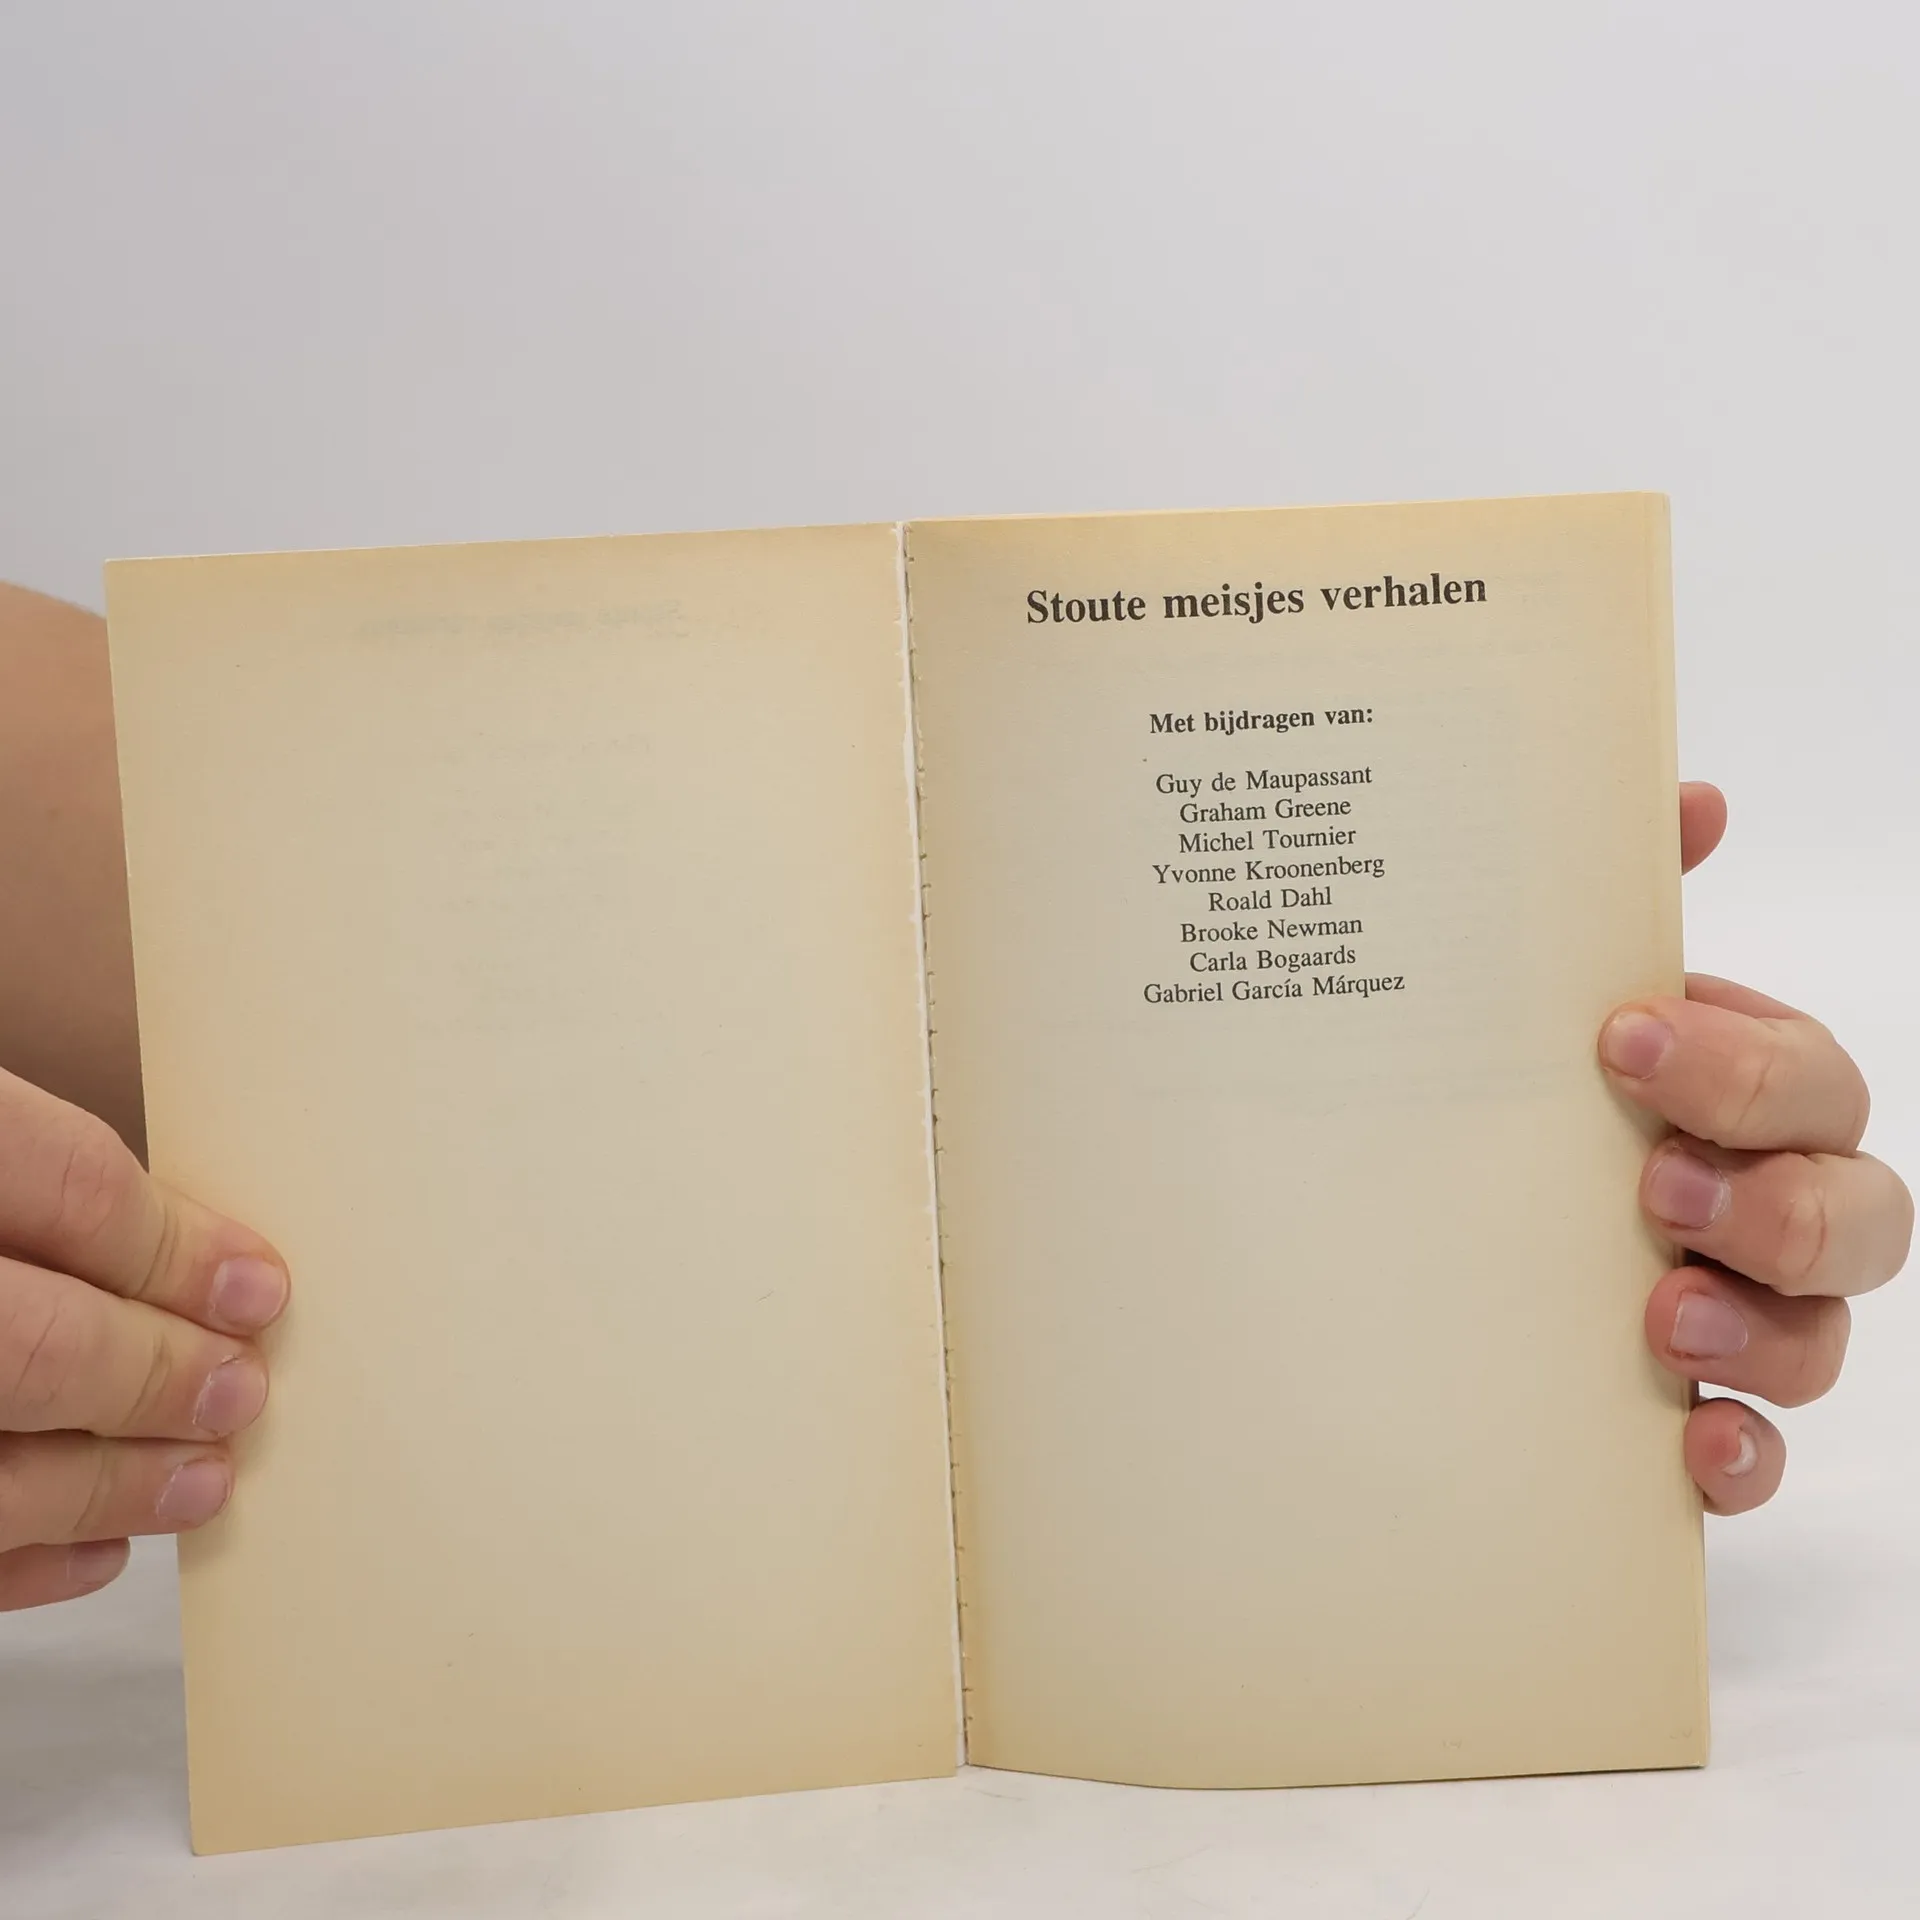 Stoute meisjes verhalen
Met bijdragen van:
Guy de Maupassant
Graham Greene
Michel Tournier
Yvonne Kroonenberg
Roald Dahl
Brooke Newman
Carla Bogaards
Gabriel García Márquez